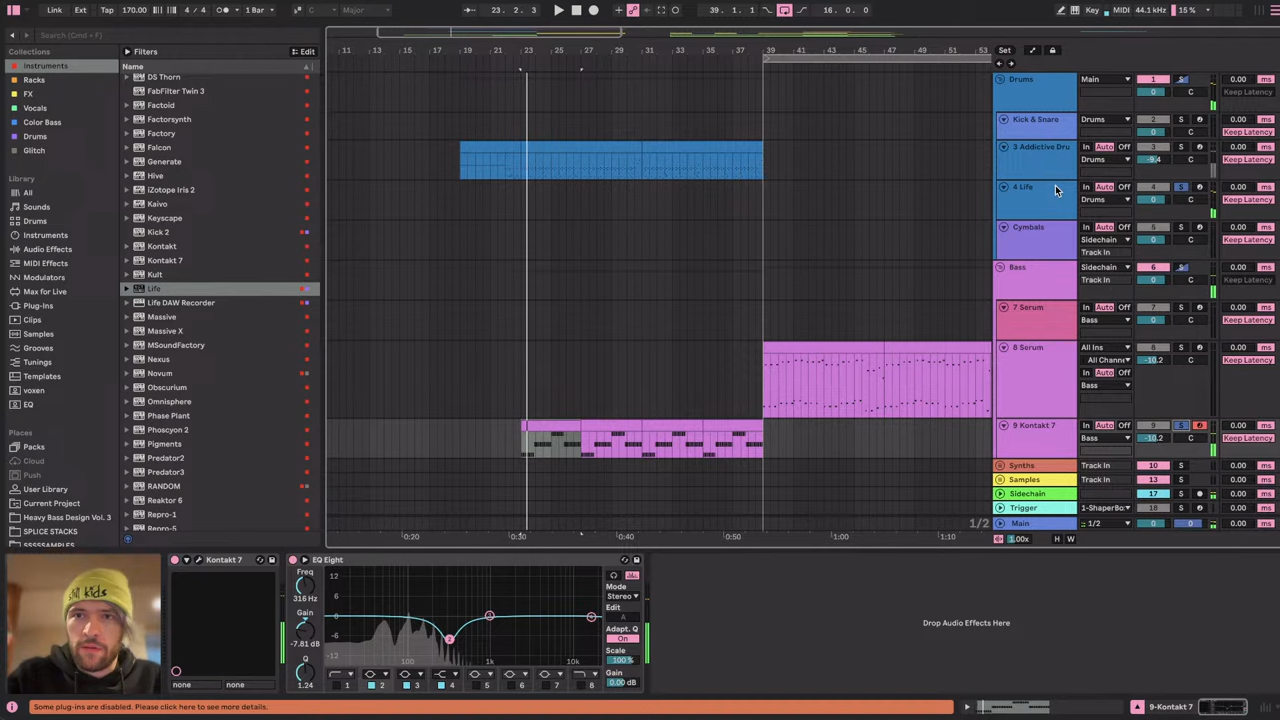 Link Ext Tap 170.00 4 / 4 1 Bar C Major 23. 2. 3 39. 1. 1 16. 0. 0 Key MIDI 44.1 kHz 15 %
Search (Cmd + F)
Collections
Instruments
Racks
FX
Vocals
Color Bass
Drums
Glitch
Library
All
Sounds
Drums
Instruments
Audio Effects
MIDI Effects
Modulators
Max for Live
Plug-Ins
Clips
Samples
Grooves
Tunings
Templates
voxen
EQ
Places
Packs
Cloud
Push
User Library
Current Project
Heavy Bass Design Vol. 3
SPLICE STACKS
Filters Edit
Name
DS Thorn
FabFilter Twin 3
Factoid
Factorsynth
Factory
Falcon
Generate
Hive
iZotope Iris 2
Kaivo
Keyscape
Kick 2
Kontakt
Kontakt 7
Kult
Life
Life DAW Recorder
Massive
Massive X
MSoundFactory
Nexus
Novum
Obscurium
Omnisphere
Phase Plant
Phoscyon 2
Pigments
Predator2
Predator3
RANDOM
Reaktor 6
Repro-1
Repro-5
11 13 15 17 19 21 23 25 27 29 31 33 35 37 39 41 43 45 47 49 51 53
Set
Drums Main 1 S 0.00 ms
0 C Keep Latency
Kick & Snare Drums 2 S 0.00 ms
0 C Keep Latency
3 Addictive Dru In Auto Off 3 S 0.00 ms
Drums -9.4 C Keep Latency
4 Life In Auto Off 4 S 0.00 ms
Drums 0 C Keep Latency
Cymbals In Auto Off 5 S 0.00 ms
Sidechain 0 C Keep Latency
Track In
Bass Sidechain 6 S 0.00 ms
Track In 0 C Keep Latency
7 Serum In Auto Off 7 S 0.00 ms
Bass 0 C Keep Latency
8 Serum All Ins 8 S 0.00 ms
All Channe -10.2 C Keep Latency
In Auto Off
Bass
9 Kontakt 7 In Auto Off 9 S 0.00 ms
Bass -10.2 C Keep Latency
Synths Track In 10 S 0.00 ms
Samples Track In 13 S 0.00 ms
Sidechain 17 S 0.00 ms
Trigger 1-ShaperBo 18 S 0.00 ms
1/2 Main 1/2 0 0 0.00 ms
0:20 0:30 0:40 0:50 1:00 1:10 1.00x H W
still kids
Kontakt 7
none none
EQ Eight
Freq
316 Hz
Gain
-7.81 dB
Q
1.24
12
6
0
-6
-12
100 1k 10k
1 2 3 4 5 6 7 8
Mode
Stereo
Edit
A
Adapt. Q
On
Scale
100 %
Gain
0.00 dB
Drop Audio Effects Here
Some plug-ins are disabled. Please click here to see more details.
9-Kontakt 7